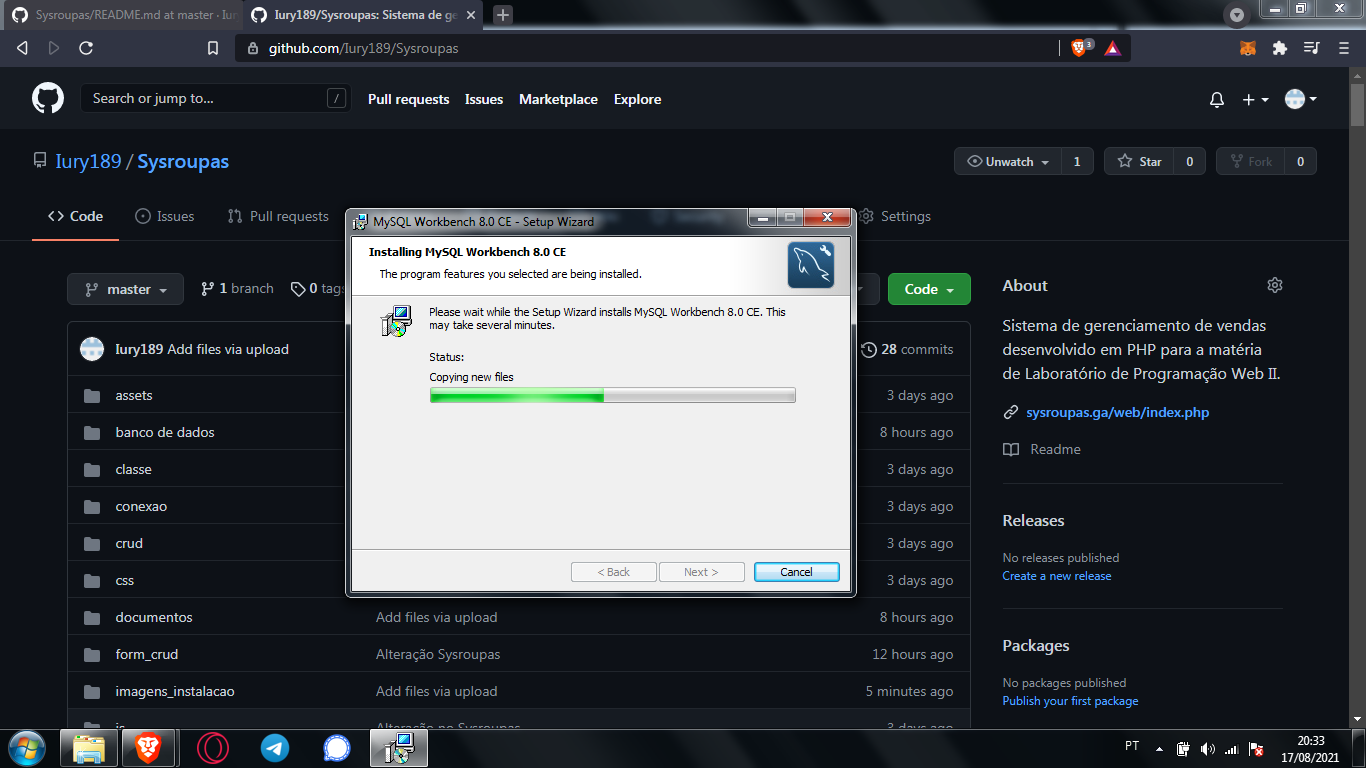 Sysroupas/README.md at master · Iur
Iury189/Sysroupas: Sistema de ge
github.com/Iury189/Sysroupas
3
Search or jump to...
/
Pull requests
Issues
Marketplace
Explore
Iury189 / Sysroupas
Unwatch
1
Star
0
Fork
0
Code
Issues
Pull requests
Settings
MySQL Workbench 8.0 CE - Setup Wizard
Installing MySQL Workbench 8.0 CE
The program features you selected are being installed.
Please wait while the Setup Wizard installs MySQL Workbench 8.0 CE. This
may take several minutes.
Status:
Copying new files
< Back
Next >
Cancel
master
1 branch
0 tags
Code
Iury189 Add files via upload
28 commits
assets
3 days ago
banco de dados
8 hours ago
classe
3 days ago
conexao
3 days ago
crud
3 days ago
css
3 days ago
documentos
Add files via upload
8 hours ago
form_crud
Alteração Sysroupas
12 hours ago
imagens_instalacao
Add files via upload
5 minutes ago
js
Alteração no Sysroupas
3 days ago
About
Sistema de gerenciamento de vendas
desenvolvido em PHP para a matéria
de Laboratório de Programação Web II.
sysroupas.ga/web/index.php
Readme
Releases
No releases published
Create a new release
Packages
No packages published
Publish your first package
PT
20:33
17/08/2021